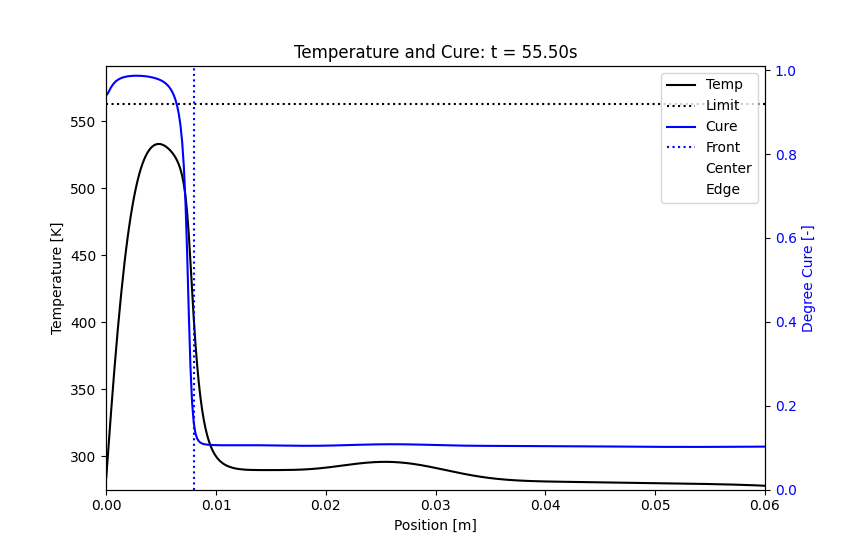 Temperature and Cure: t = 55.50s
Temp
Limit
Cure
Front
Center
Edge
Temperature [K]
550
500
450
400
350
300
Degree Cure [-]
1.0
0.8
0.6
0.4
0.2
0.0
0.00 0.01 0.02 0.03 0.04 0.05 0.06
Position [m]